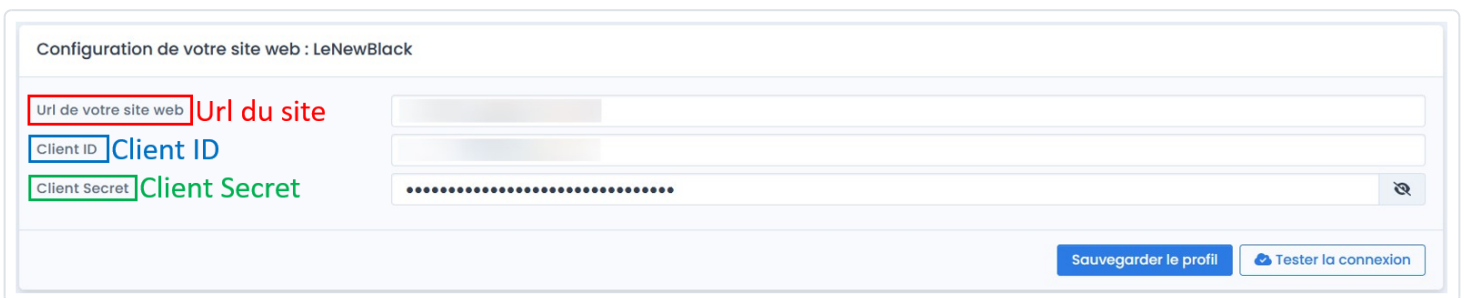 Configuration de votre site web : LeNewBlack
Url de votre site web Url du site
Client ID Client ID
Client Secret Client Secret ••••••••••••••••••••••••••••••••
Sauvegarder le profil Tester la connexion